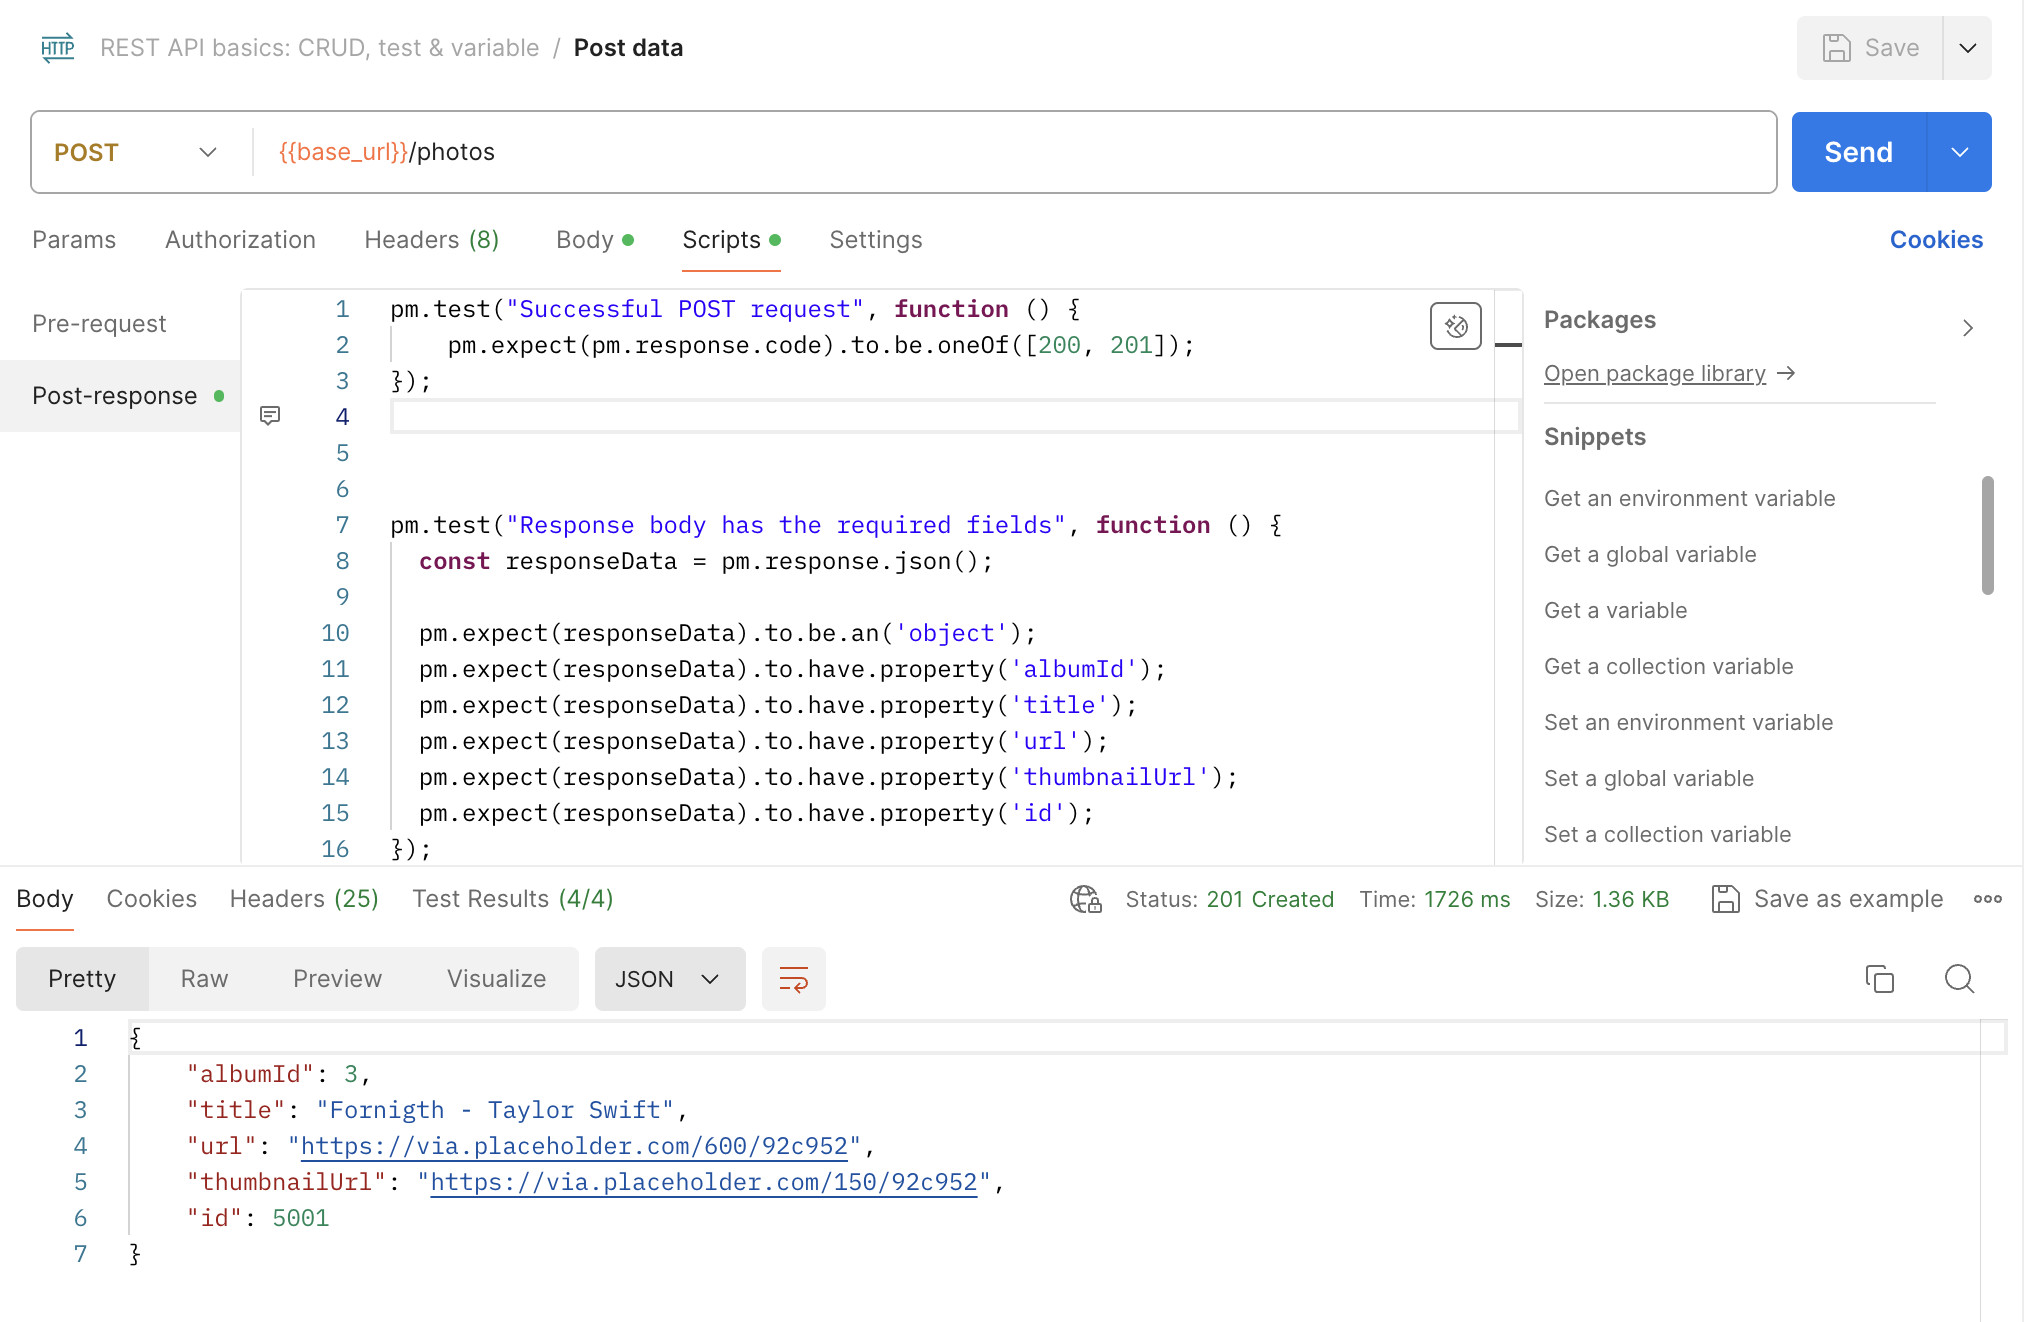 HTTP REST API basics: CRUD, test & variable / Post data Save
POST {{base_url}}/photos Send
Params Authorization Headers (8) Body Scripts Settings Cookies
Pre-request
Post-response
1 pm.test("Successful POST request", function () {
2     pm.expect(pm.response.code).to.be.oneOf([200, 201]);
3 });
4
5
6
7 pm.test("Response body has the required fields", function () {
8   const responseData = pm.response.json();
9
10   pm.expect(responseData).to.be.an('object');
11   pm.expect(responseData).to.have.property('albumId');
12   pm.expect(responseData).to.have.property('title');
13   pm.expect(responseData).to.have.property('url');
14   pm.expect(responseData).to.have.property('thumbnailUrl');
15   pm.expect(responseData).to.have.property('id');
16 });
Packages
Open package library →
Snippets
Get an environment variable
Get a global variable
Get a variable
Get a collection variable
Set an environment variable
Set a global variable
Set a collection variable
Body Cookies Headers (25) Test Results (4/4) Status: 201 Created Time: 1726 ms Size: 1.36 KB Save as example
Pretty Raw Preview Visualize JSON
1 {
2     "albumId": 3,
3     "title": "Fornigth - Taylor Swift",
4     "url": "https://via.placeholder.com/600/92c952",
5     "thumbnailUrl": "https://via.placeholder.com/150/92c952",
6     "id": 5001
7 }